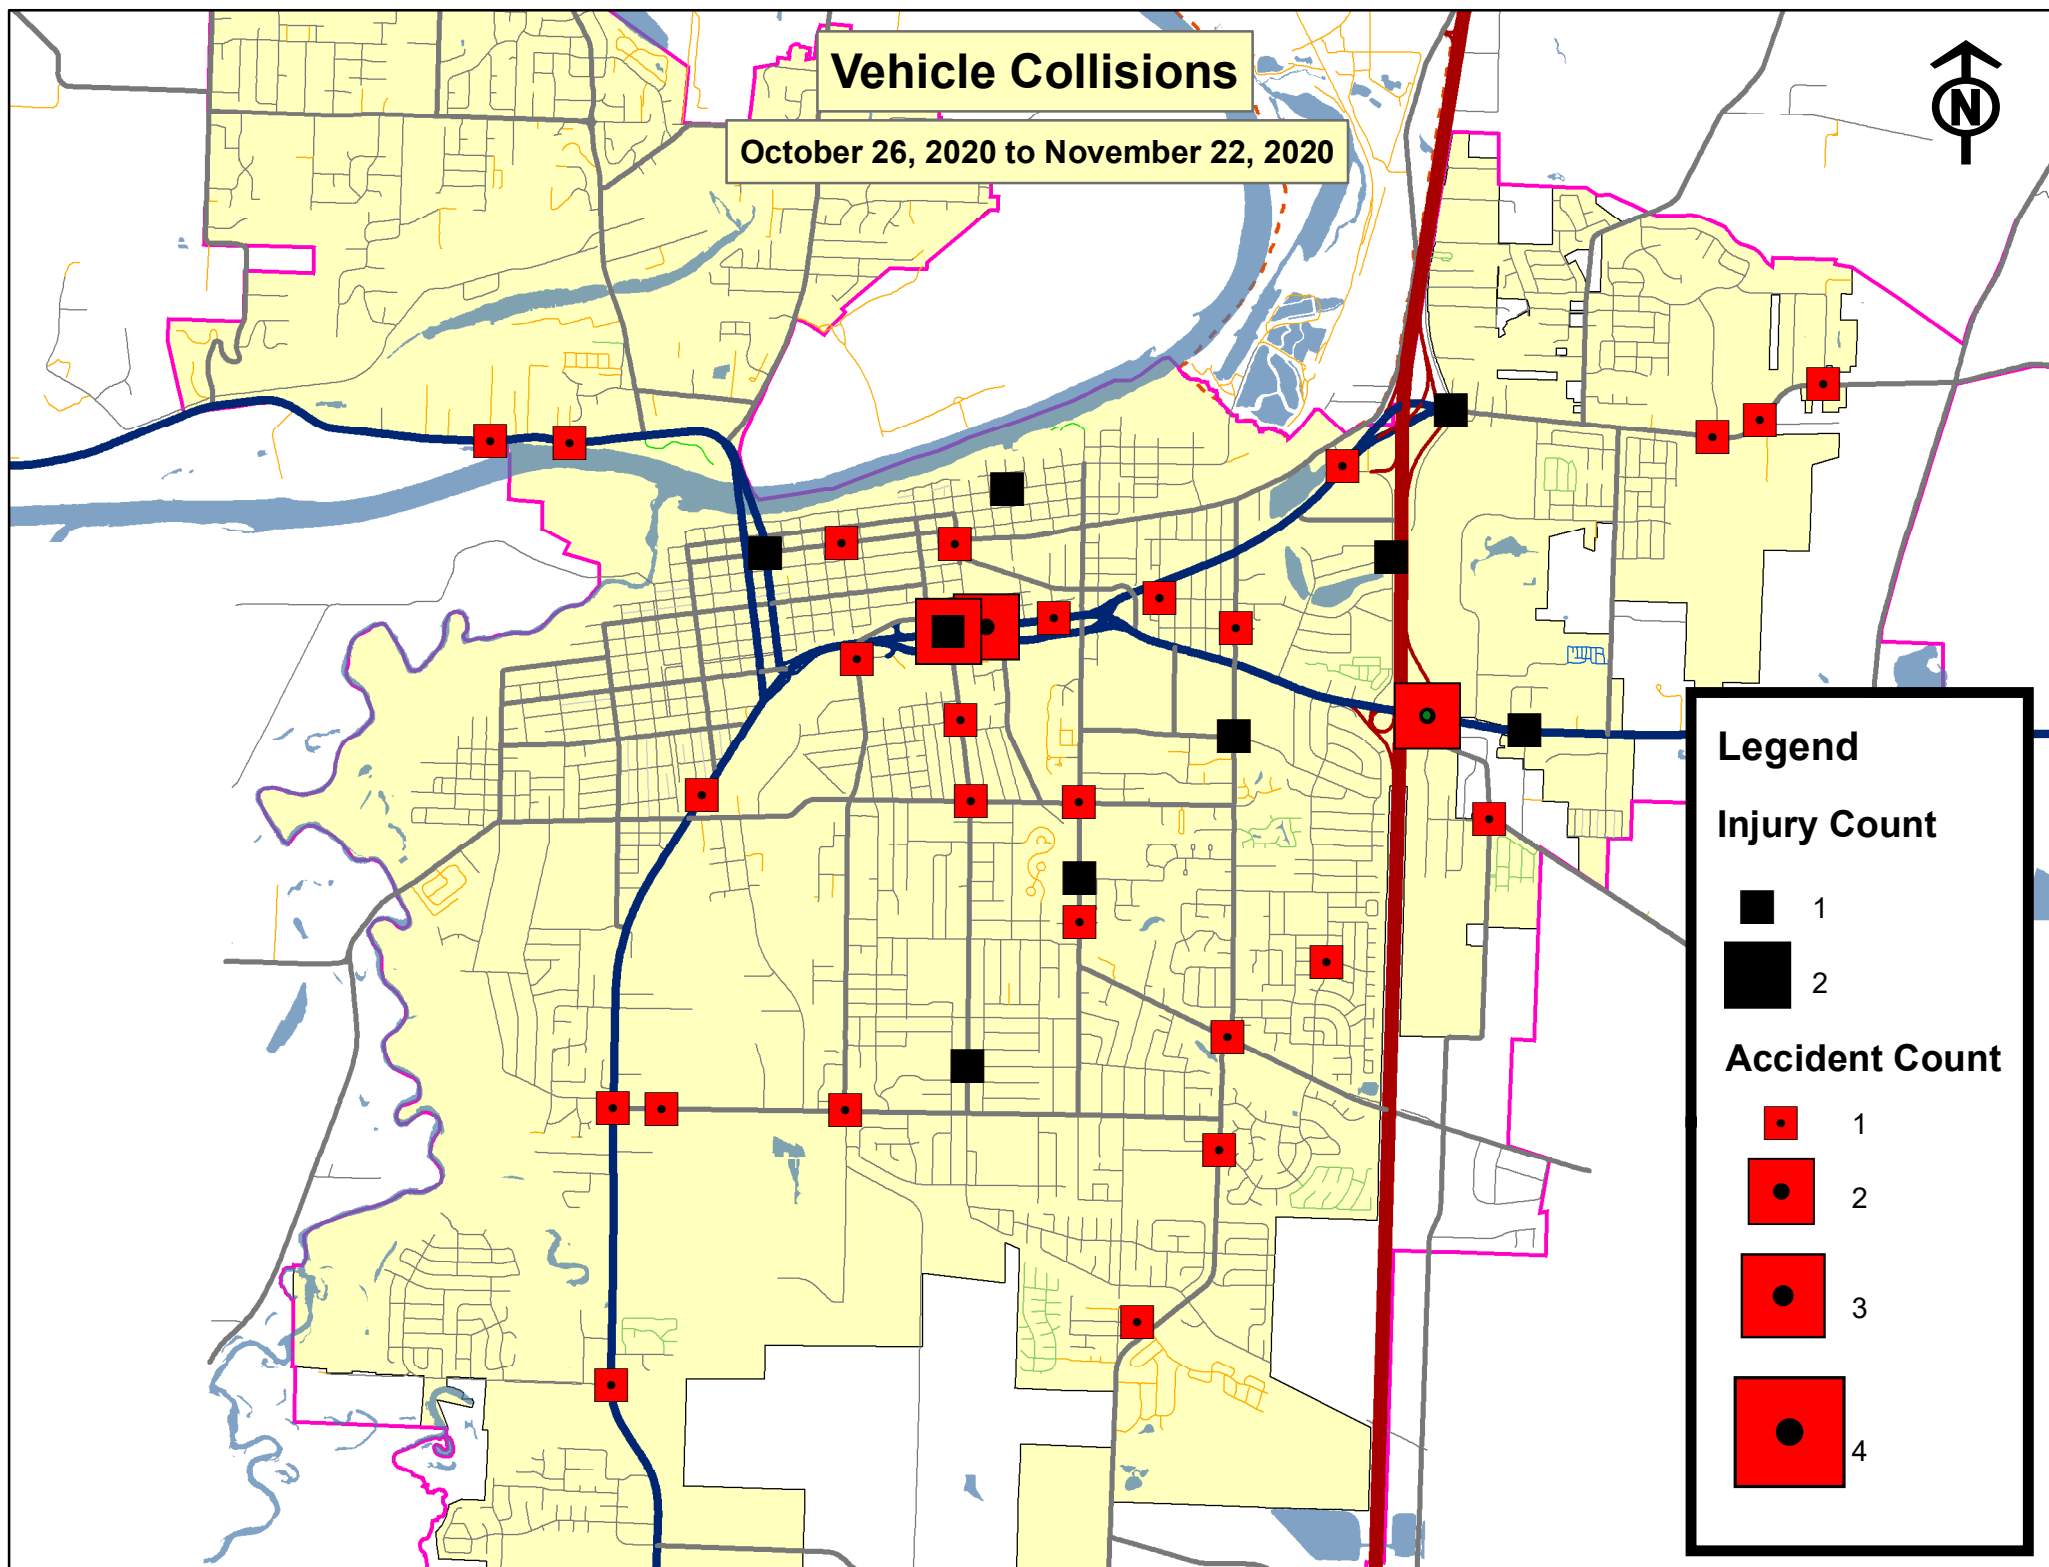 Vehicle Collisions
October 26, 2020 to November 22, 2020
N
Legend
Injury Count
1
2
Accident Count
1
2
3
4